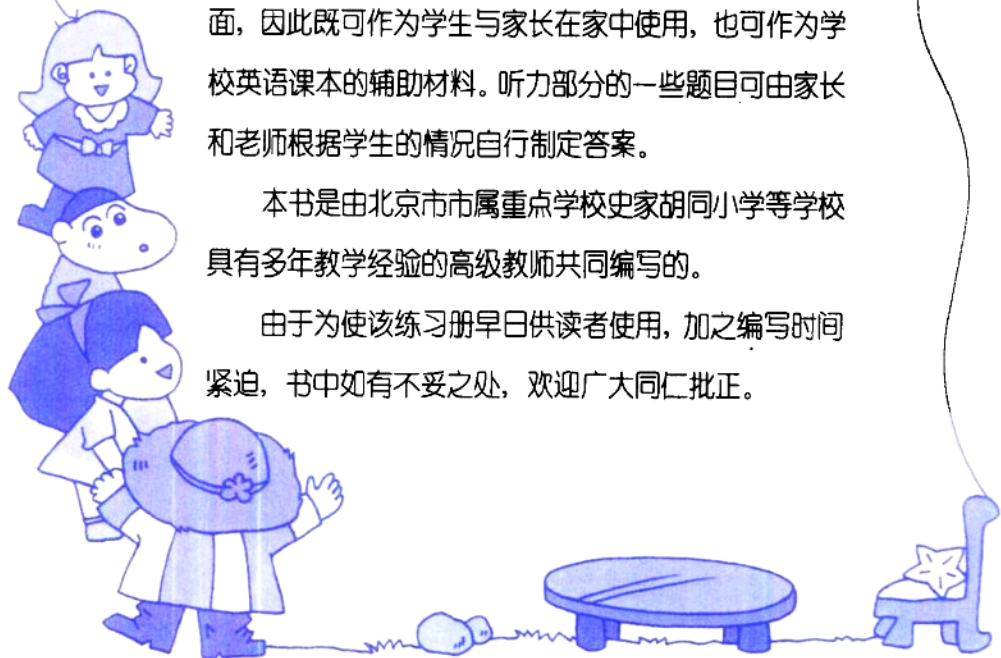 面，因此既可作为学生与家长在家中使用，也可作为学
校英语课本的辅助材料。听力部分的一些题目可由家长
和老师根据学生的情况自行制定答案。
本书是由北京市市属重点学校史家胡同小学等学校
具有多年教学经验的高级教师共同编写的。
由于为使该练习册早日供读者使用，加之编写时间
紧迫，书中如有不妥之处，欢迎广大同仁批正。